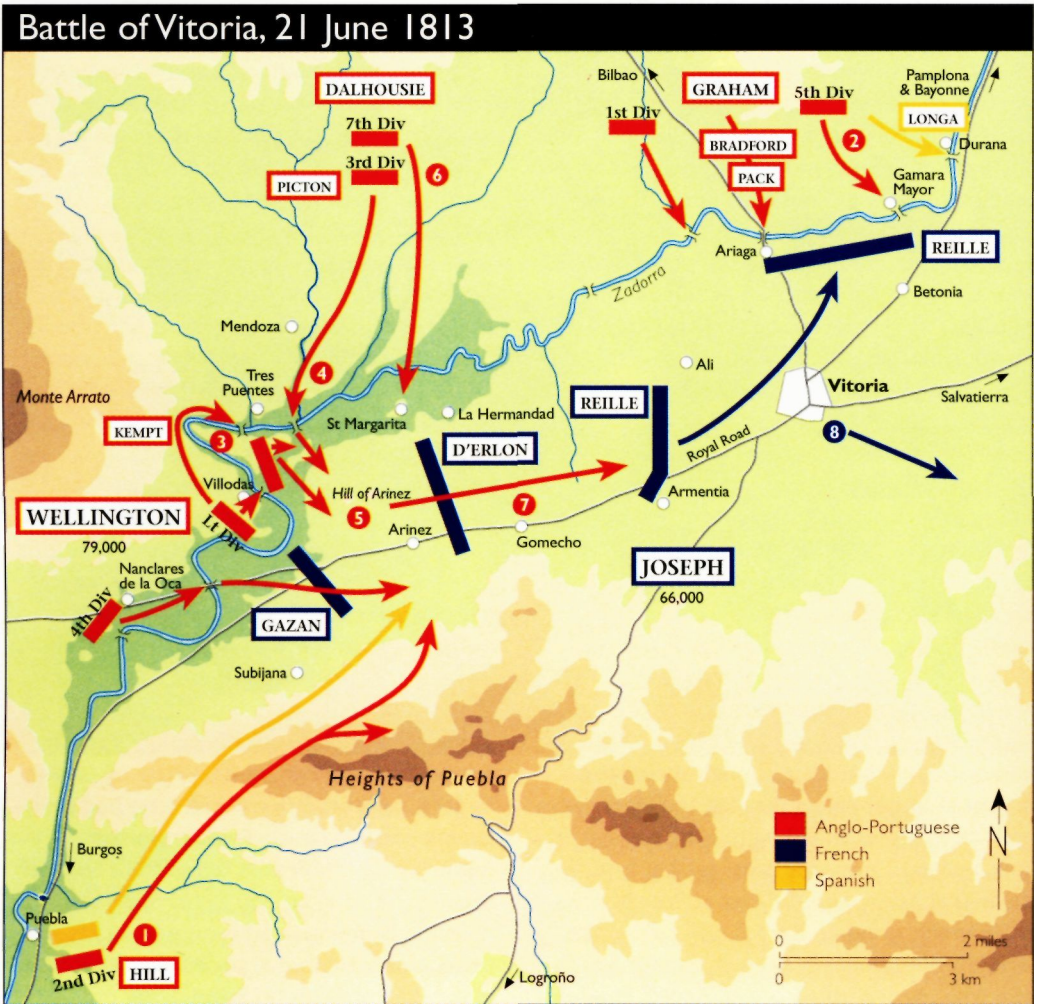 Battle of Vitoria, 21 June 1813
DALHOUSIE
7th Div
3rd Div
PICTON
6
Bilbao
GRAHAM
1st Div
BRADFORD
PACK
5th Div
2
Pamplona
& Bayonne
LONGA
Durana
Gamara
Mayor
Ariaga
REILLE
Zadorra
Betonia
Mendoza
4
Tres
Puentes
Monte Arrato
KEMPT
3
St Margarita
La Hermandad
Ali
REILLE
Vitoria
Salvatierra
8
Royal Road
D'ERLON
Villodas
Hill of Arinez
5
7
Armentia
WELLINGTON
79,000
Lt Div
Arinez
Gomecho
Nanclares
de la Oca
4th Div
GAZAN
JOSEPH
66,000
Subijana
Heights of Puebla
Burgos
Puebla
1
2nd Div
HILL
Logroño
Anglo-Portuguese
French
Spanish
N
0
2 miles
0
3 km